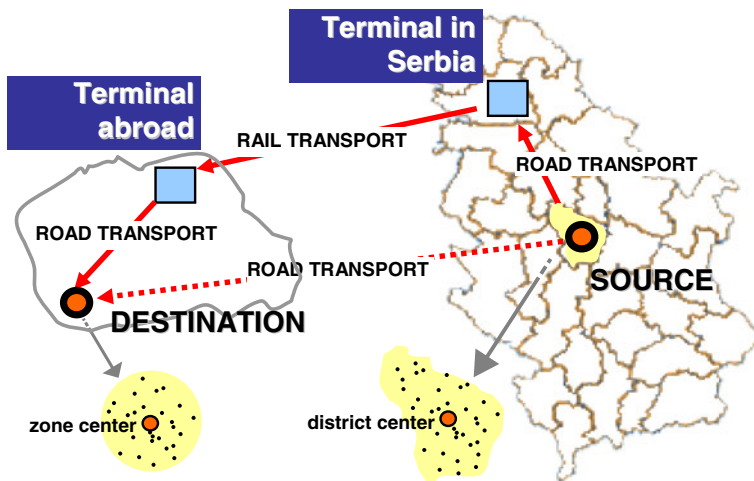 Terminal in
Serbia
Terminal
abroad
RAIL TRANSPORT
ROAD TRANSPORT
ROAD TRANSPORT
ROAD TRANSPORT
SOURCE
DESTINATION
zone center
district center